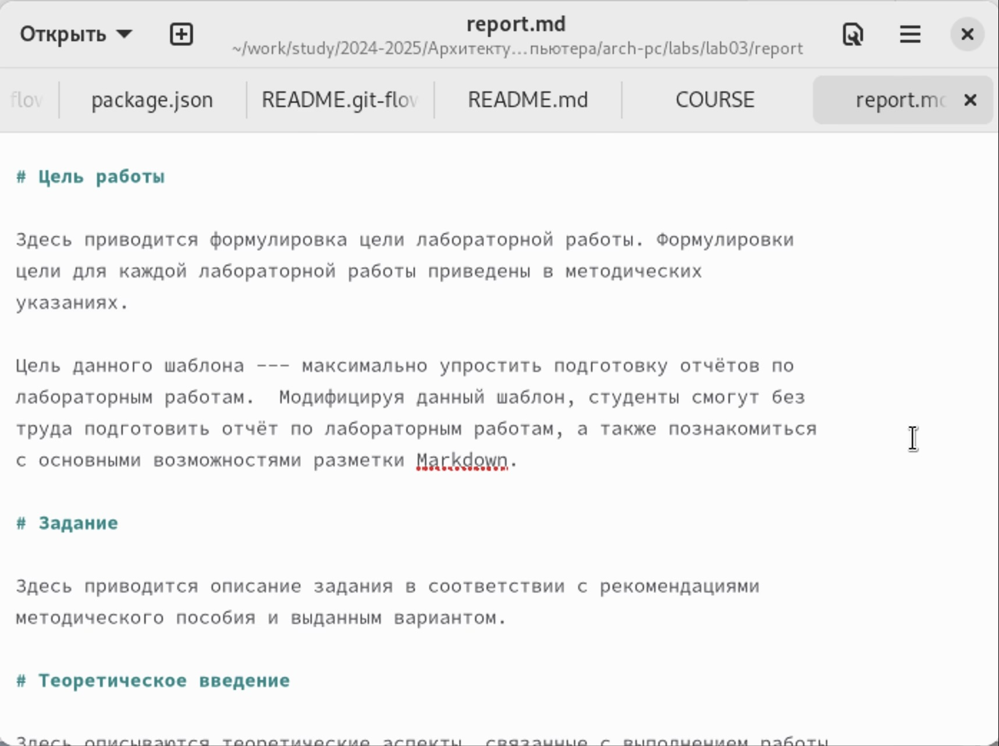 Открыть
report.md
~/work/study/2024-2025/Архитекту...пьютера/arch-pc/labs/lab03/report
flow package.json README.git-flow README.md COURSE report.md
# Цель работы
Здесь приводится формулировка цели лабораторной работы. Формулировки
цели для каждой лабораторной работы приведены в методических
указаниях.
Цель данного шаблона --- максимально упростить подготовку отчётов по
лабораторным работам.  Модифицируя данный шаблон, студенты смогут без
труда подготовить отчёт по лабораторным работам, а также познакомиться
с основными возможностями разметки Markdown.
# Задание
Здесь приводится описание задания в соответствии с рекомендациями
методического пособия и выданным вариантом.
# Теоретическое введение
Здесь описываются теоретические аспекты, связанные с выполнением работы